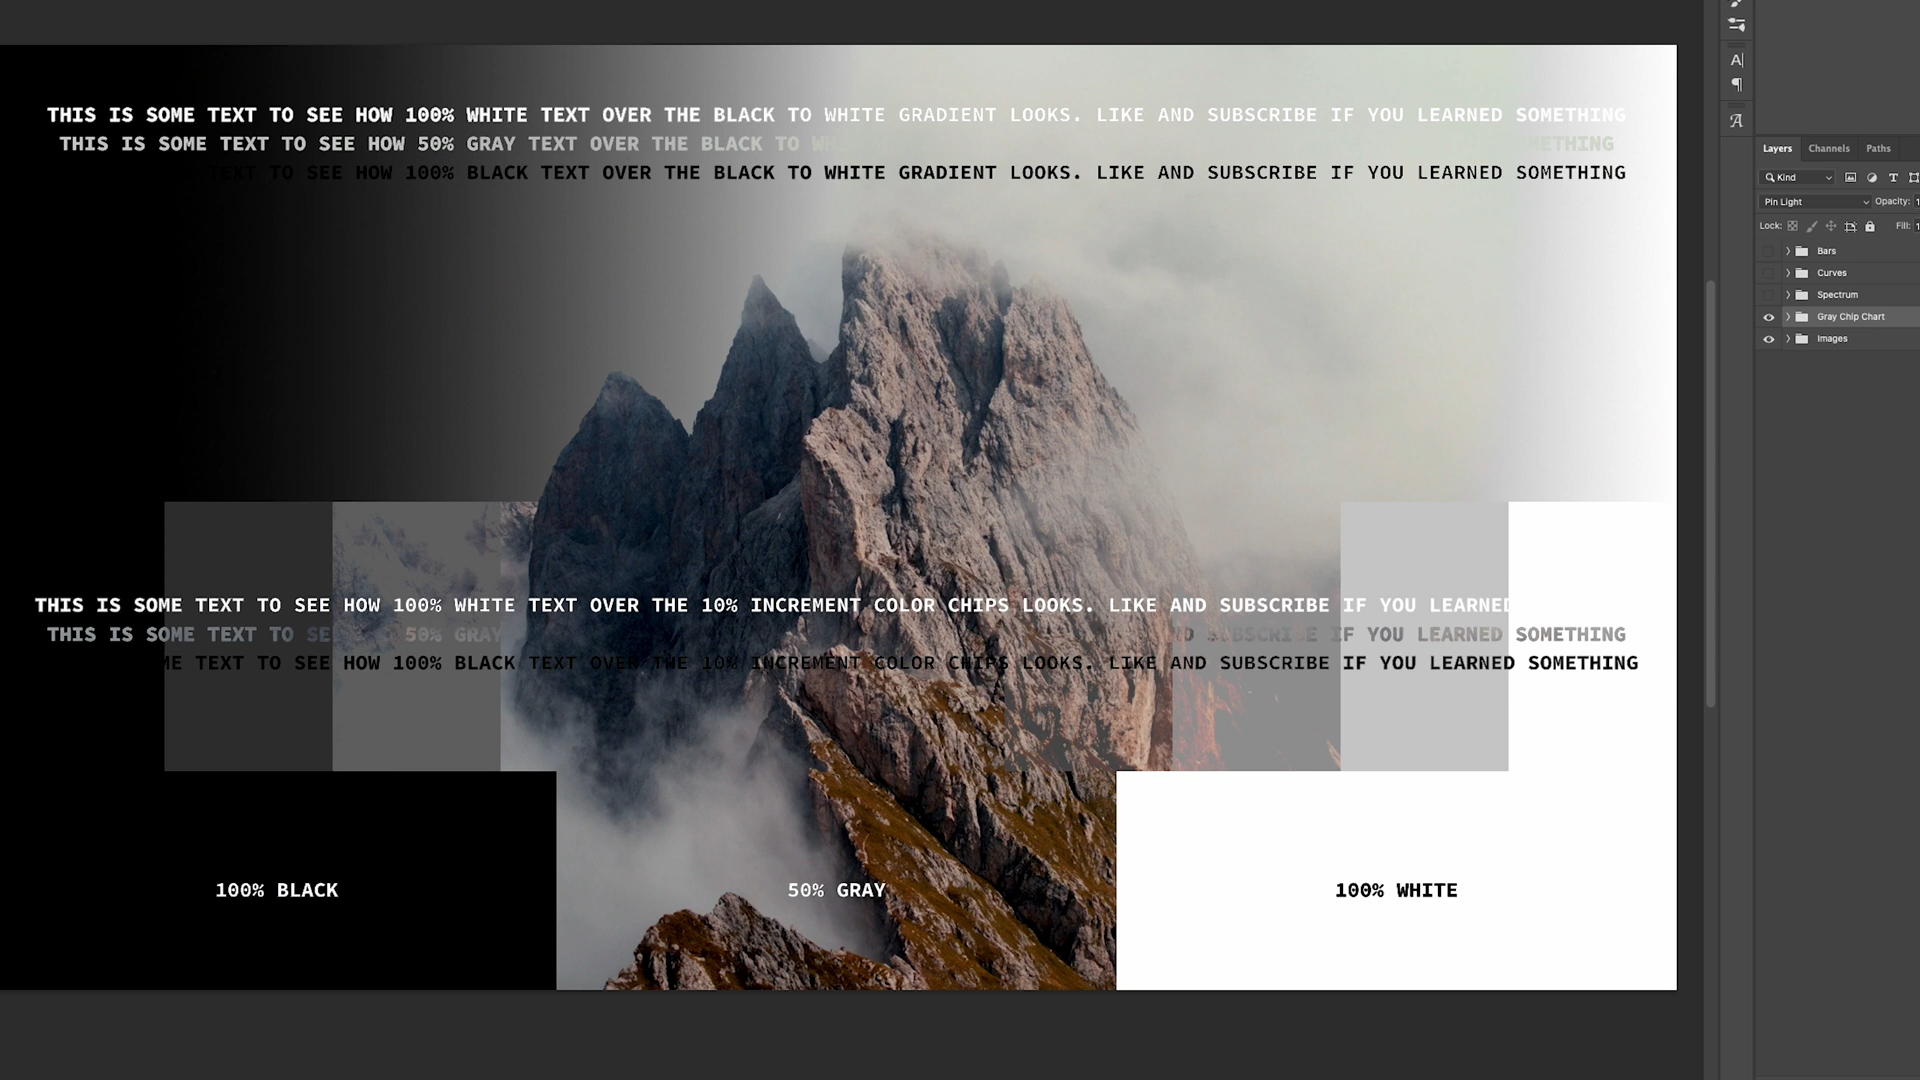 THIS IS SOME TEXT TO SEE HOW 100% WHITE TEXT OVER THE BLACK TO WHITE GRADIENT LOOKS. LIKE AND SUBSCRIBE IF YOU LEARNED SOMETHING
THIS IS SOME TEXT TO SEE HOW 50% GRAY TEXT OVER THE BLACK TO
TEXT TO SEE HOW 100% BLACK TEXT OVER THE BLACK TO WHITE GRADIENT LOOKS. LIKE AND SUBSCRIBE IF YOU LEARNED SOMETHING
THIS IS SOME TEXT TO SEE HOW 100% WHITE TEXT OVER THE 10% INCREMENT COLOR CHIPS LOOKS. LIKE AND SUBSCRIBE IF YOU LEARNED
THIS IS SOME TEXT TO SEE 50% GRAY SUBSCRIBE IF YOU LEARNED SOMETHING
TEXT TO SEE HOW 100% BLACK TEXT OVER THE 10% INCREMENT COLOR CHIPS LOOKS. LIKE AND SUBSCRIBE IF YOU LEARNED SOMETHING
100% BLACK
50% GRAY
100% WHITE
Layers Channels Paths
Kind
Pin Light Opacity:
Lock: Fill:
Bars
Curves
Spectrum
Gray Chip Chart
Images